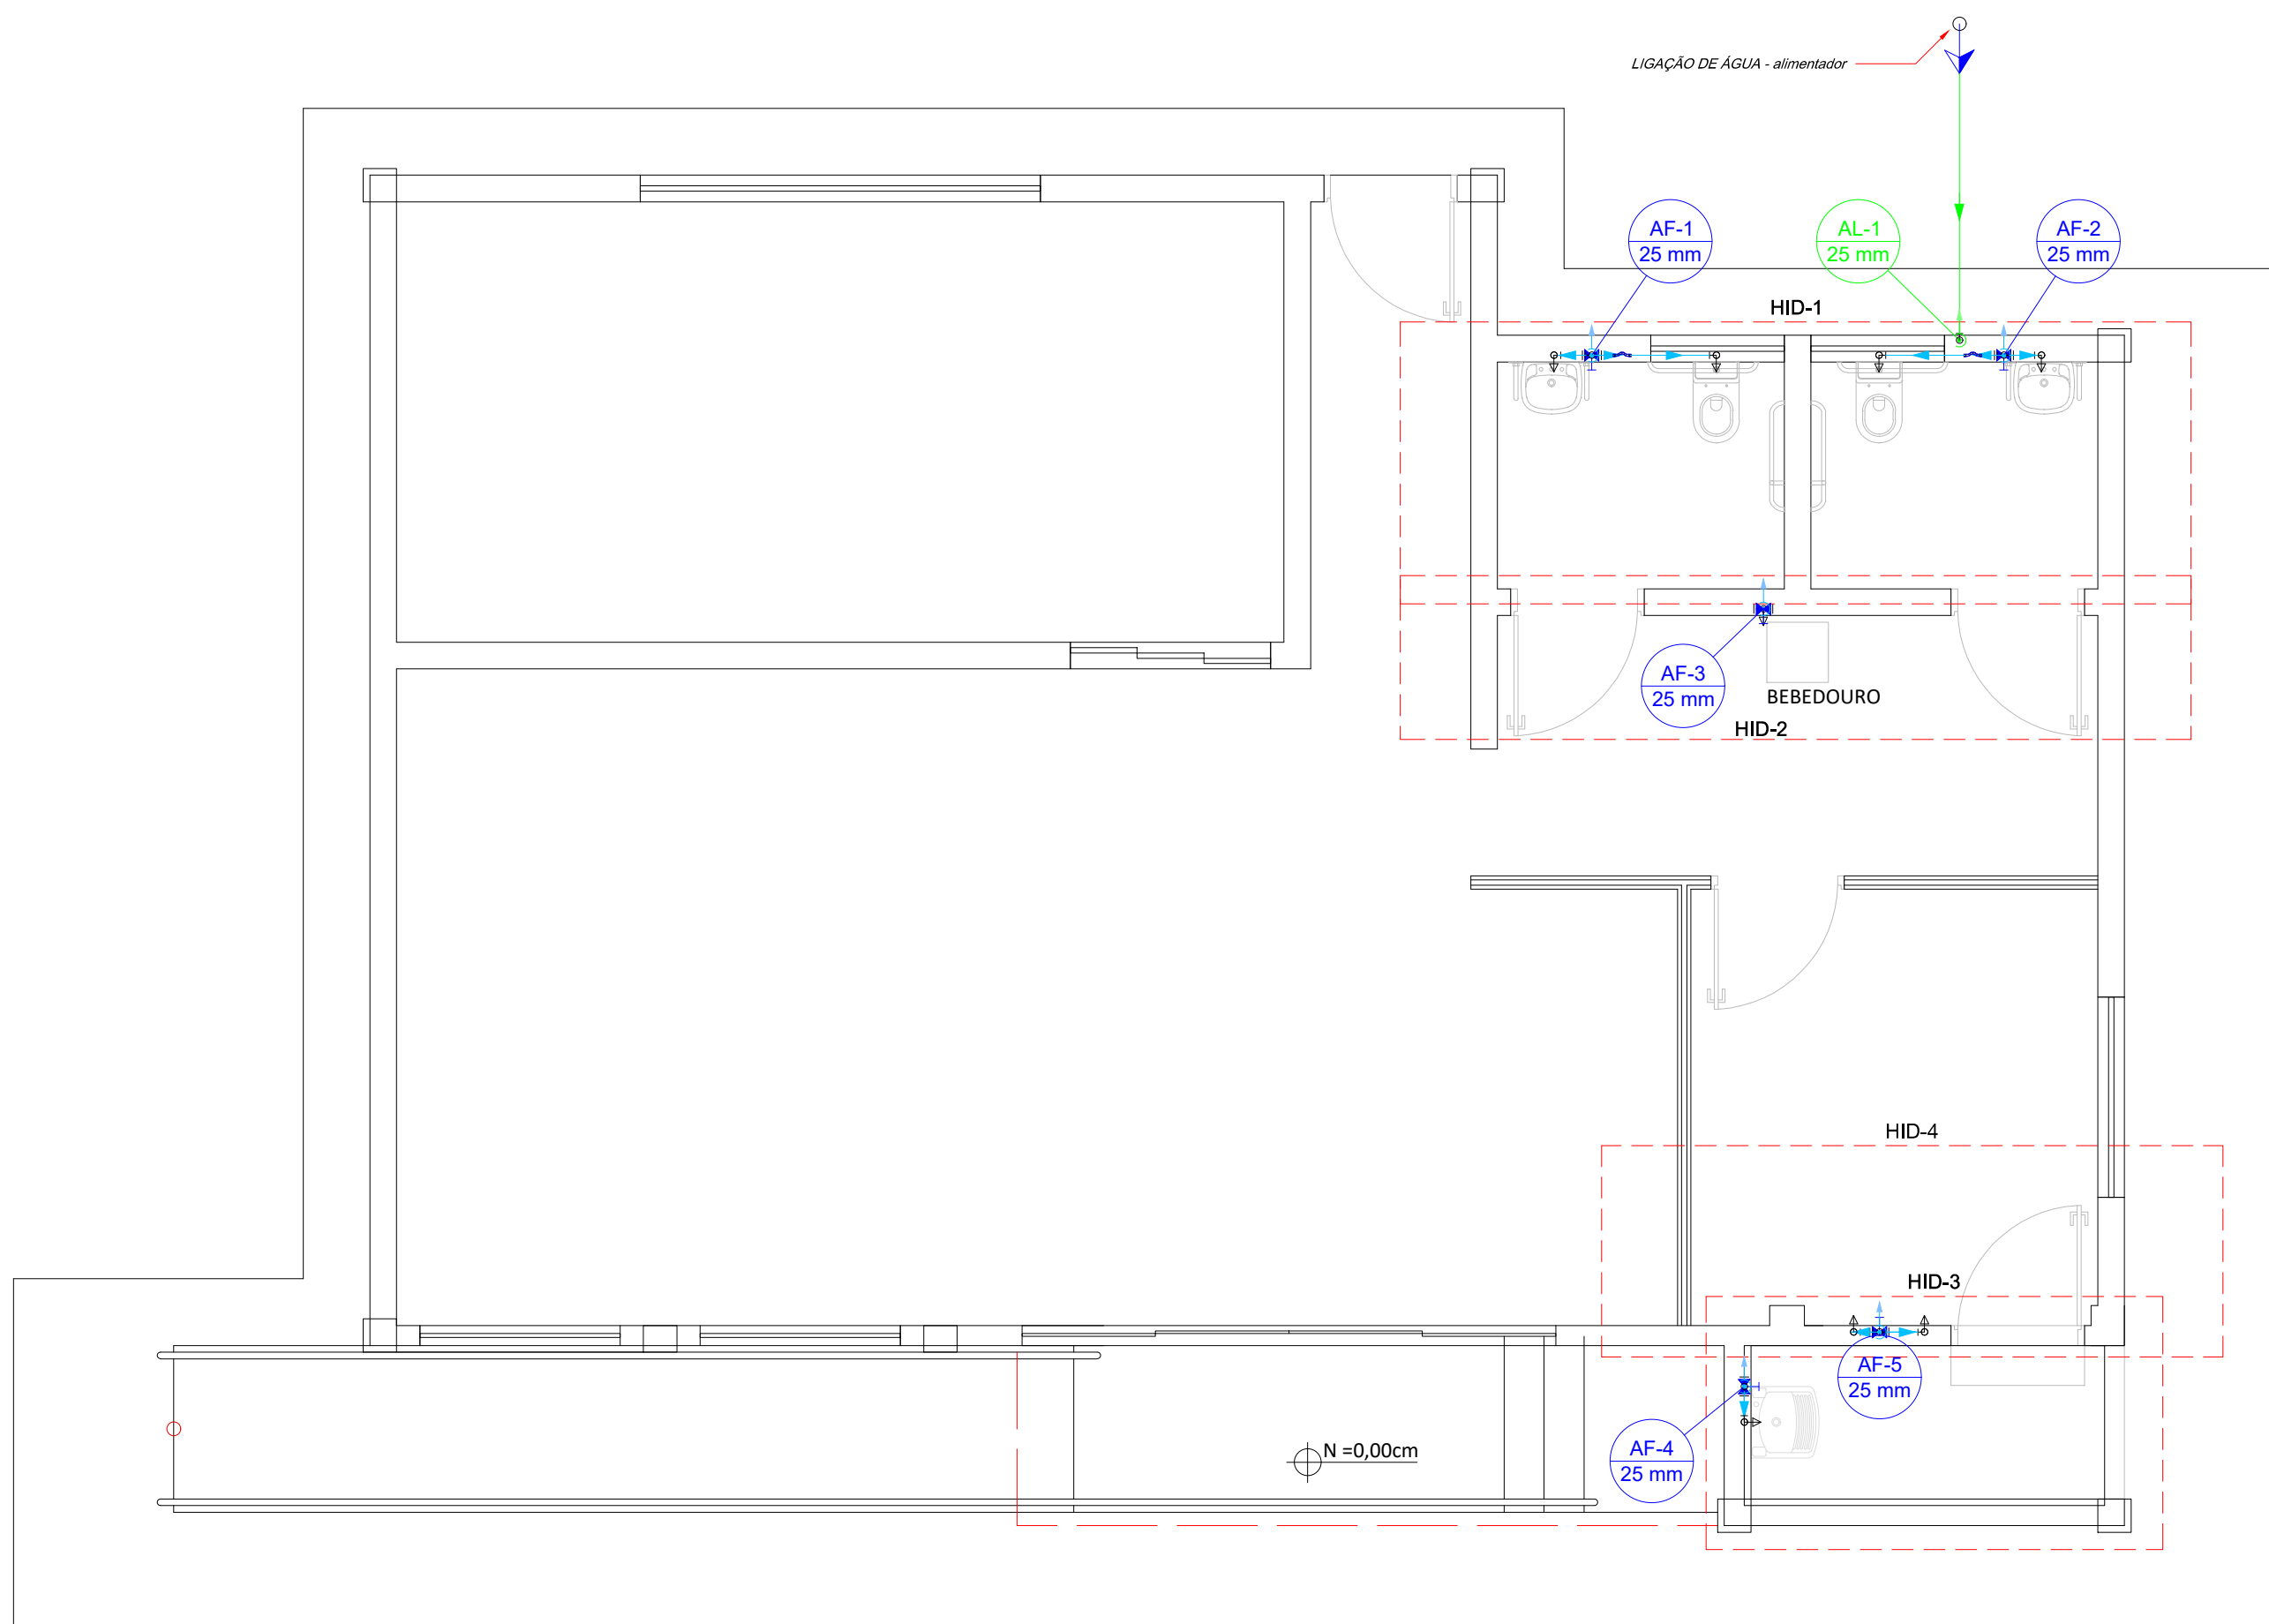 LIGAÇÃO DE ÁGUA - alimentador
AF-1
25 mm
AL-1
25 mm
AF-2
25 mm
HID-1
AF-3
25 mm
BEBEDOURO
HID-2
HID-4
HID-3
AF-5
25 mm
AF-4
25 mm
N =0,00cm